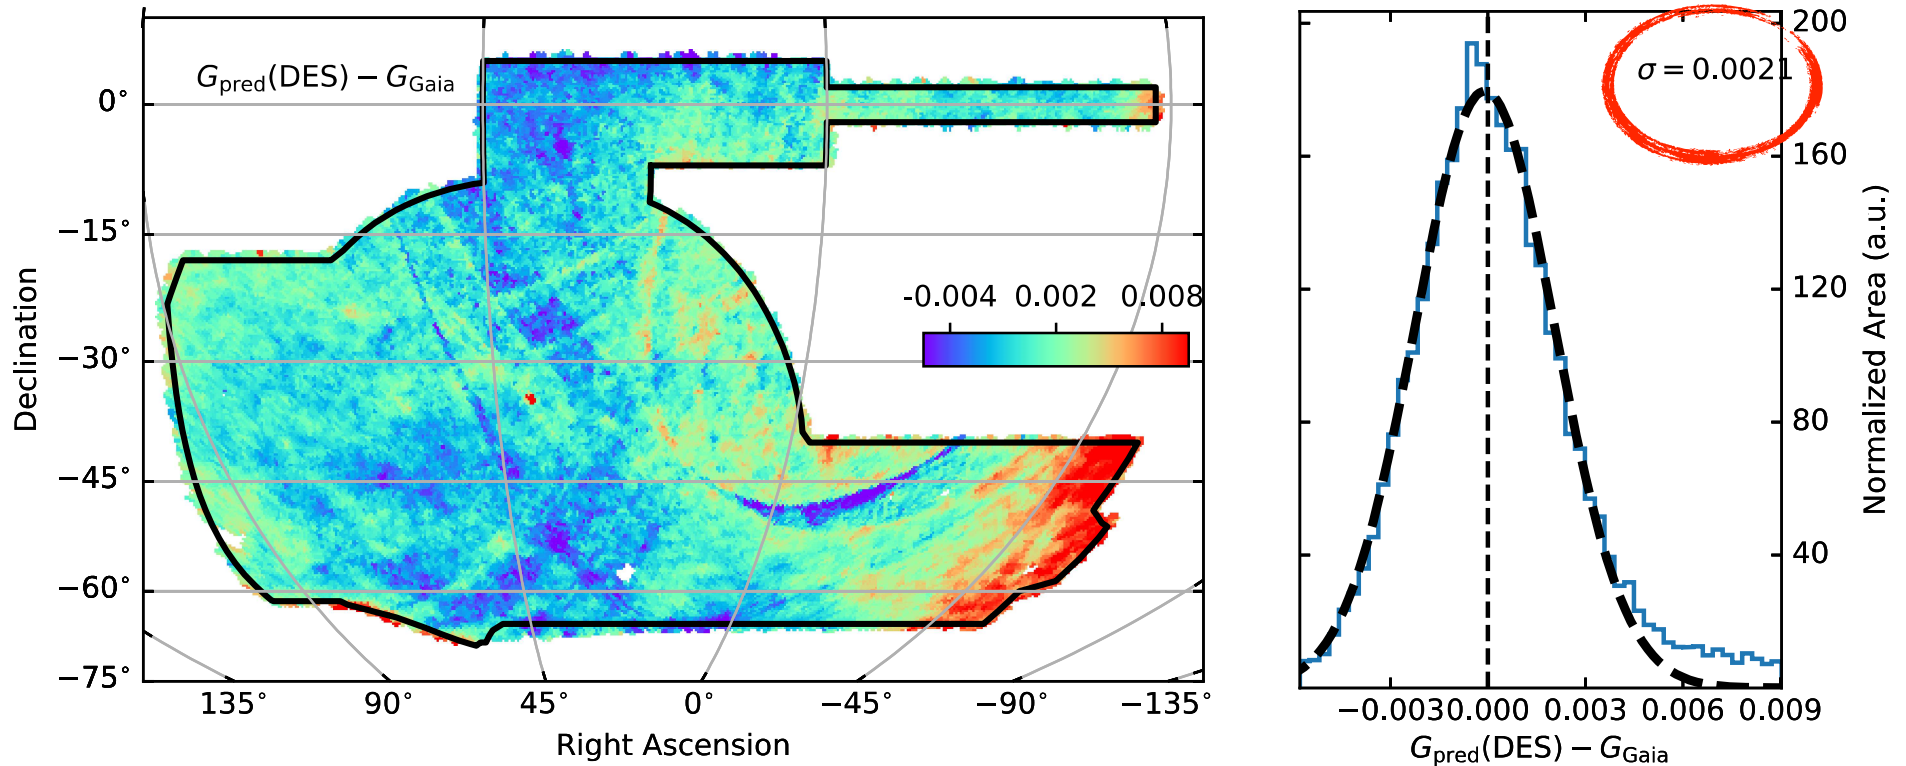 G_pred(DES) − G_Gaia
0°
−15°
−30°
−45°
−60°
−75°
Declination
-0.004 0.002 0.008
135° 90° 45° 0° −45° −90° −135°
Right Ascension
σ = 0.0021
200
160
120
80
40
Normalized Area (a.u.)
−0.003 0.000 0.003 0.006 0.009
G_pred(DES) − G_Gaia